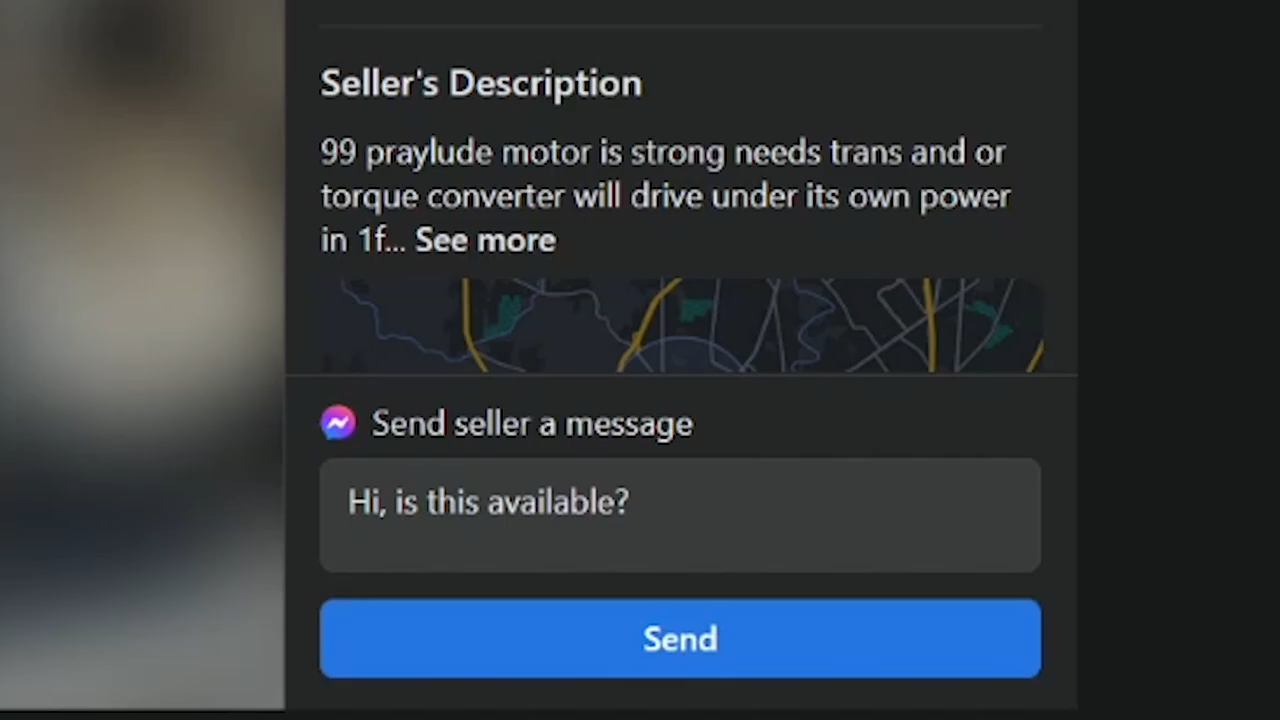 Seller's Description
99 praylude motor is strong needs trans and or
torque converter will drive under its own power
in 1f... See more
Send seller a message
Hi, is this available?
Send